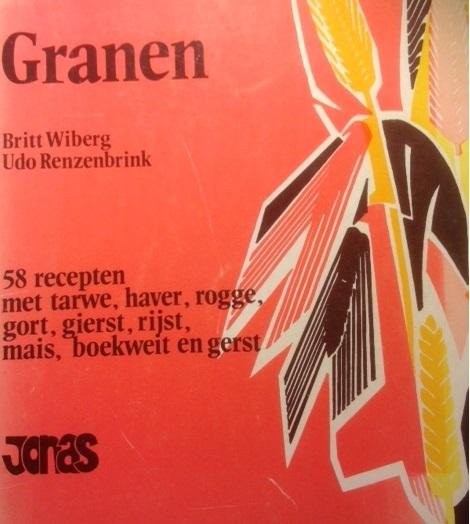 Granen
Britt Wiberg
Udo Renzenbrink
58 recepten
met tarwe, haver, rogge,
gort, gierst, rijst,
mais, boekweit en gerst
Jonas